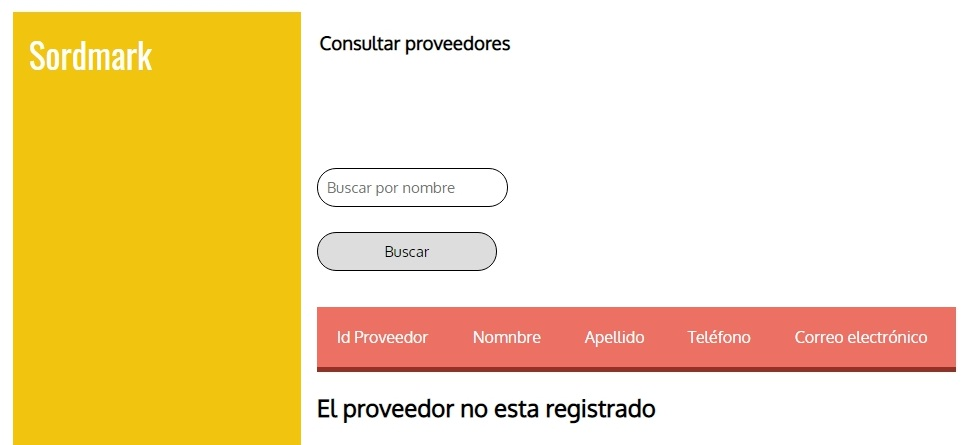 Sordmark
Consultar proveedores
Buscar por nombre
Buscar
Id Proveedor Nomnbre Apellido Teléfono Correo electrónico
El proveedor no esta registrado